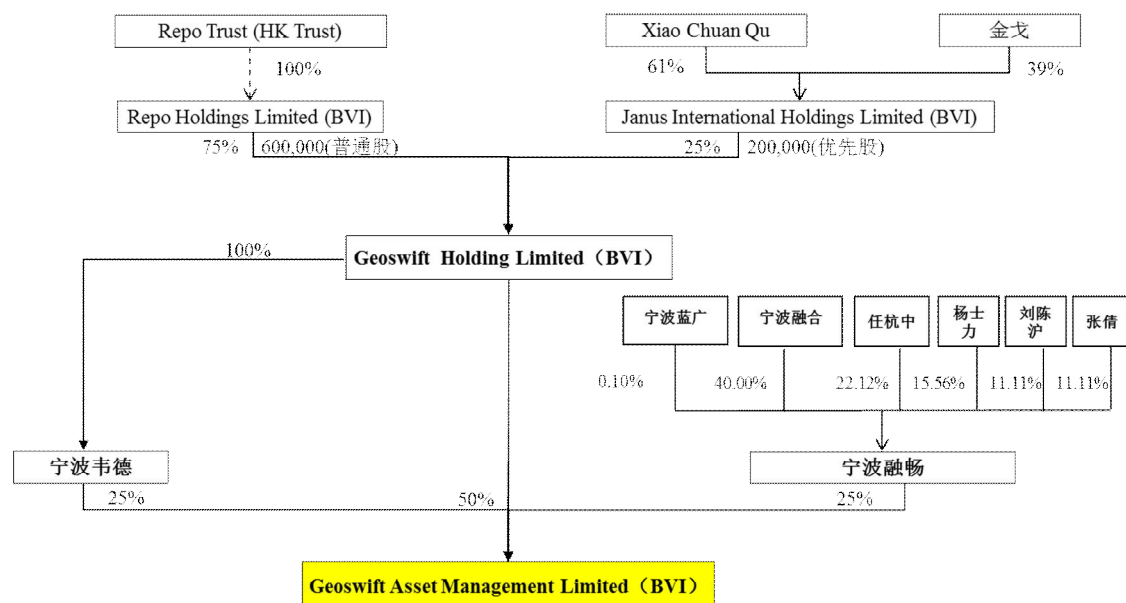 Repo Trust (HK Trust)
Xiao Chuan Qu
金戈
100%
61%
39%
Repo Holdings Limited (BVI)
Janus International Holdings Limited (BVI)
75%
600,000(普通股)
25%
200,000(优先股)
100%
Geoswift Holding Limited（BVI）
宁波蓝广
宁波融合
任杭中
杨士
力
刘陈
沪
张倩
0.10%
40.00%
22.12%
15.56%
11.11%
11.11%
宁波韦德
宁波融畅
25%
50%
25%
Geoswift Asset Management Limited（BVI）